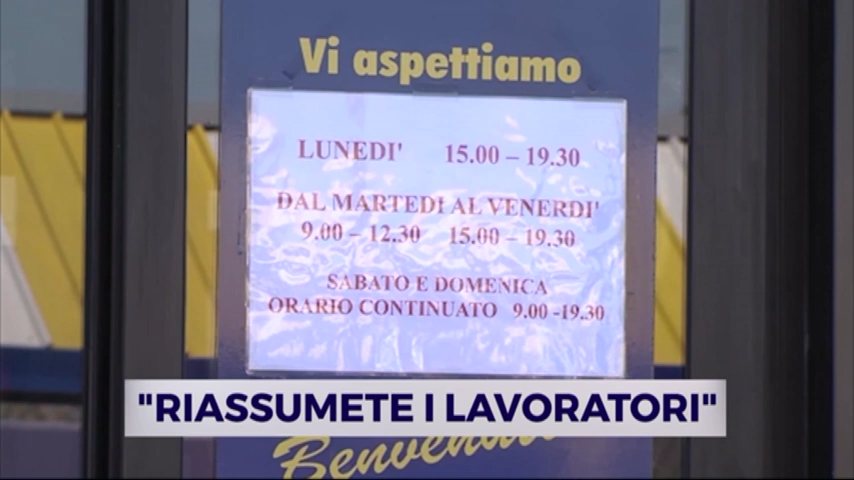 Vi aspettiamo
LUNEDI' 15.00 – 19.30
DAL MARTEDI AL VENERDI'
9.00 – 12.30 15.00 – 19.30
SABATO E DOMENICA
ORARIO CONTINUATO 9.00 -19.30
"RIASSUMETE I LAVORATORI"